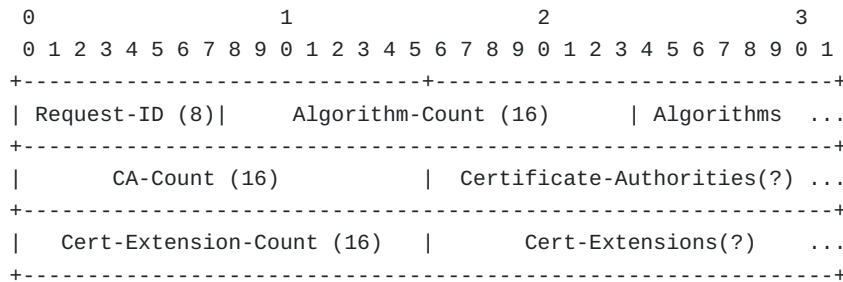 0                   1                   2                   3
0 1 2 3 4 5 6 7 8 9 0 1 2 3 4 5 6 7 8 9 0 1 2 3 4 5 6 7 8 9 0 1
+-------------------------------+-------------------------------+
| Request-ID (8)|     Algorithm-Count (16)      | Algorithms  ...
+---------------------------------------------------------------+
|       CA-Count (16)           |  Certificate-Authorities(?) ...
+---------------------------------------------------------------+
|   Cert-Extension-Count (16)   |       Cert-Extensions(?)    ...
+---------------------------------------------------------------+